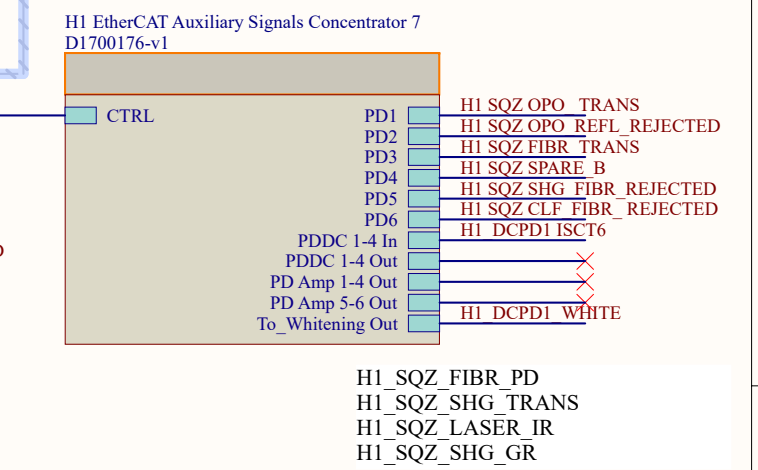 H1 EtherCAT Auxiliary Signals Concentrator 7
D1700176-v1
CTRL
PD1 H1 SQZ OPO_TRANS
PD2 H1 SQZ OPO_REFL_REJECTED
PD3 H1 SQZ FIBR_TRANS
PD4 H1 SQZ SPARE_B
PD5 H1 SQZ SHG_FIBR_REJECTED
PD6 H1 SQZ CLF_FIBR_ REJECTED
PDDC 1-4 In H1_DCPD1 ISCT6
PDDC 1-4 Out
PD Amp 1-4 Out
PD Amp 5-6 Out
To_Whitening Out H1_DCPD1_WHITE
H1_SQZ_FIBR_PD
H1_SQZ_SHG_TRANS
H1_SQZ_LASER_IR
H1_SQZ_SHG_GR